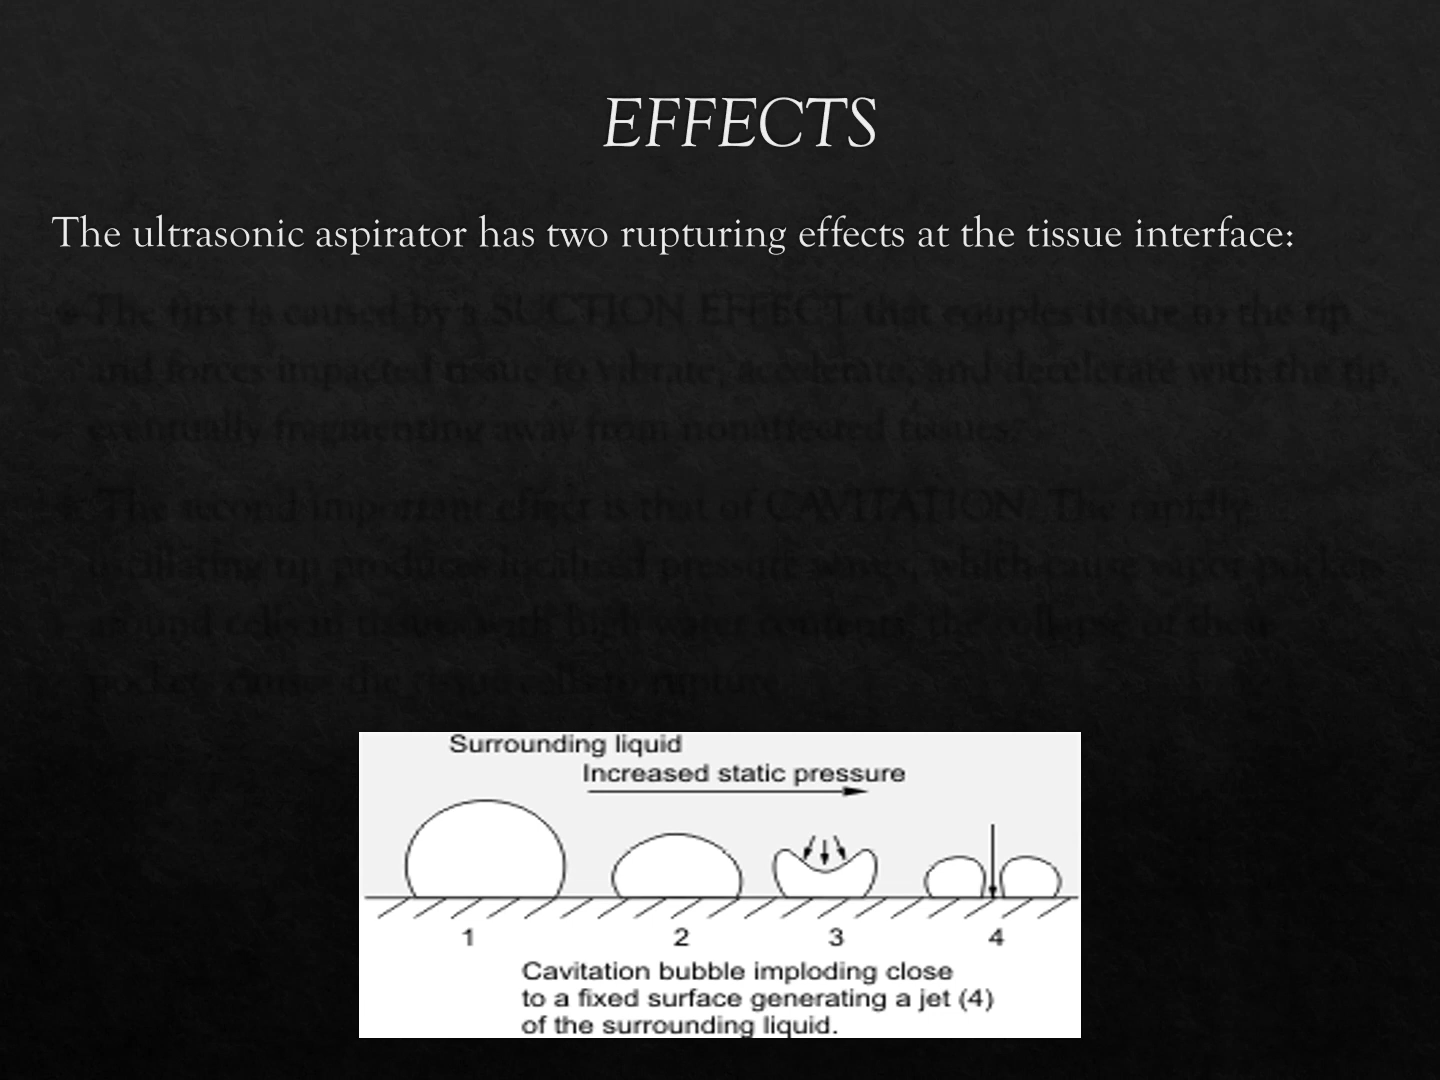 EFFECTS
The ultrasonic aspirator has two rupturing effects at the tissue interface:
The first is caused by a SUCTION EFFECT that couples tissue to the tip
and forces impacted tissue to vibrate, accelerate, and decelerate with the tip,
eventually fragmenting away from nonaffected tissues.
The second important effect is that of CAVITATION. The rapidly
oscillating tip produces localized pressure waves, which cause vapor pockets
around cells in tissues with high water contents; the collapse of these
pockets causes the tissue cells to rupture
Surrounding liquid
Increased static pressure
1 2 3 4
Cavitation bubble imploding close
to a fixed surface generating a jet (4)
of the surrounding liquid.